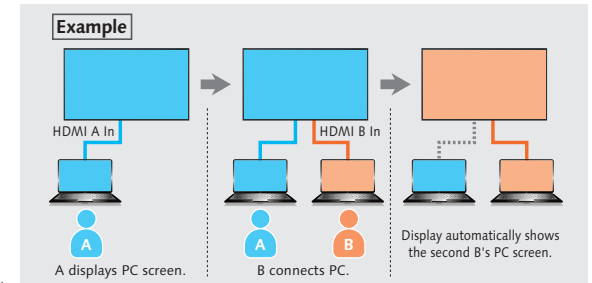 Example
HDMI A In
HDMI B In
A
A
B
A displays PC screen.
B connects PC.
Display automatically shows
the second B's PC screen.